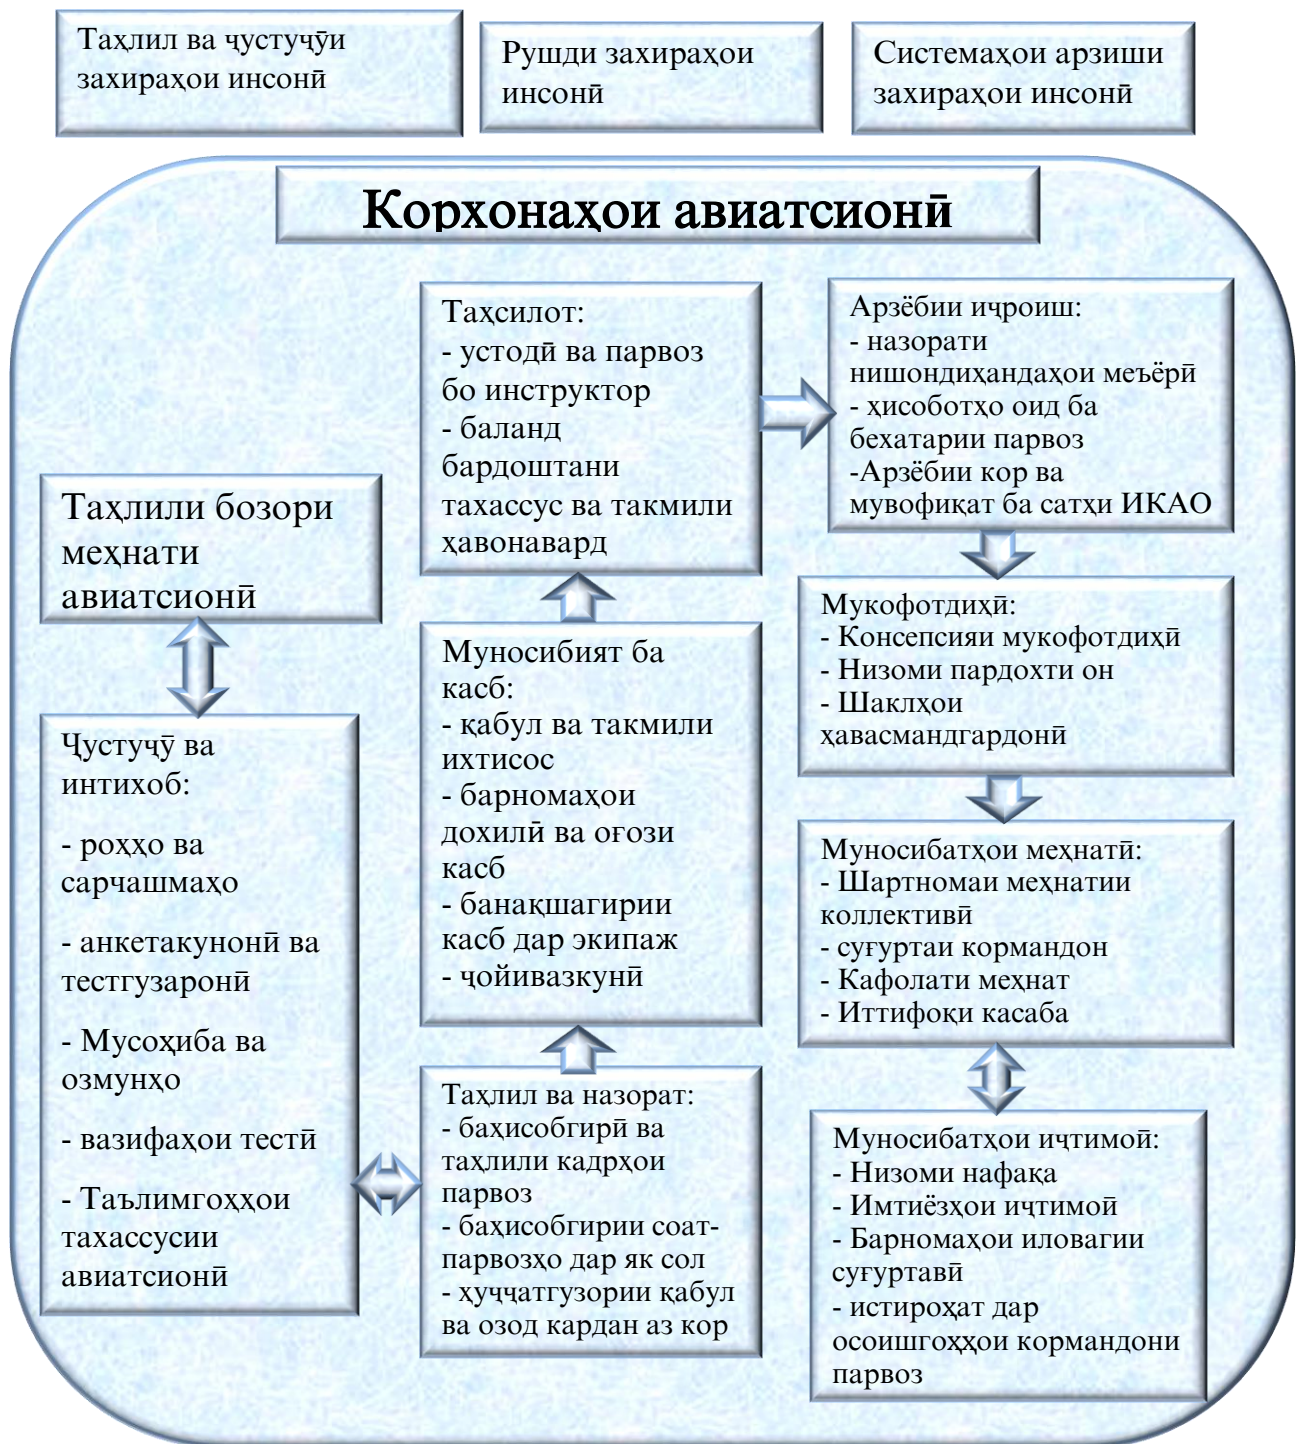 Таҳлил ва ҷустуҷӯи
захираҳои инсонӣ
Рушди захираҳои
инсонӣ
Системаҳои арзиши
захираҳои инсонӣ
Корхонаҳои авиатсионӣ
Таҳлили бозори
меҳнати
авиатсионӣ
Ҷустуҷӯ ва
интихоб:
- роҳҳо ва
сарчашмаҳо
- анкетакунонӣ ва
тестгузаронӣ
- Мусоҳиба ва
озмунҳо
- вазифаҳои тестӣ
- Таълимгоҳҳои
тахассусии
авиатсионӣ
Таҳсилот:
- устодӣ ва парвоз
бо инструктор
- баланд
бардоштани
тахассус ва такмили
ҳавонавард
Муносибият ба
касб:
- қабул ва такмили
ихтисос
- барномаҳои
дохилӣ ва оғози
касб
- банақшагирии
касб дар экипаж
- ҷойивазкунӣ
Таҳлил ва назорат:
- баҳисобгирӣ ва
таҳлили кадрҳои
парвоз
- баҳисобгирии соат-
парвозҳо дар як сол
- ҳуҷҷатгузории қабул
ва озод кардан аз кор
Арзёбии иҷроиш:
- назорати
нишондиҳандаҳои меъёрӣ
- ҳисоботҳо оид ба
бехатарии парвоз
-Арзёбии кор ва
мувофиқат ба сатҳи ИКАО
Мукофотдиҳӣ:
- Консепсияи мукофотдиҳӣ
- Низоми пардохти он
- Шаклҳои
ҳавасмандгардонӣ
Муносибатҳои меҳнатӣ:
- Шартномаи меҳнатии
коллективӣ
- суғуртаи кормандон
- Кафолати меҳнат
- Иттифоқи касаба
Муносибатҳои иҷтимоӣ:
- Низоми нафақа
- Имтиёзҳои иҷтимоӣ
- Барномаҳои иловагии
суғуртавӣ
- истироҳат дар
осоишгоҳҳои кормандони
парвоз